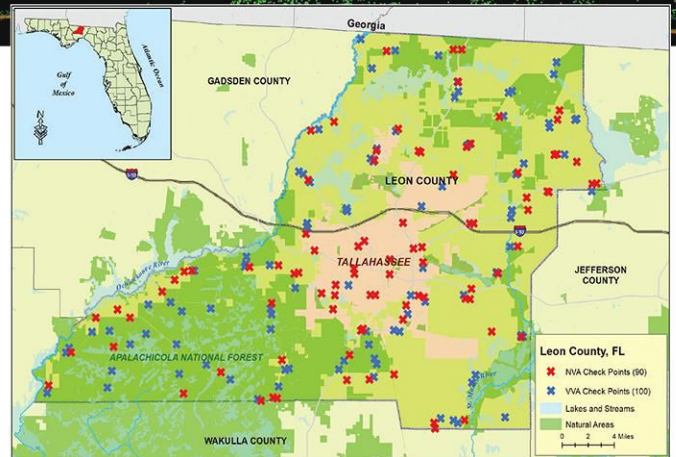 Georgia
GADSDEN COUNTY
Atlantic Ocean
Gulf
of
Mexico
N
LEON COUNTY
TALLAHASSEE
JEFFERSON
COUNTY
APALACHICOLA NATIONAL FOREST
WAKULLA COUNTY
Leon County, FL
NVA Check Points (90)
VVA Check Points (100)
Lakes and Streams
Natural Areas
0 2 4 Miles